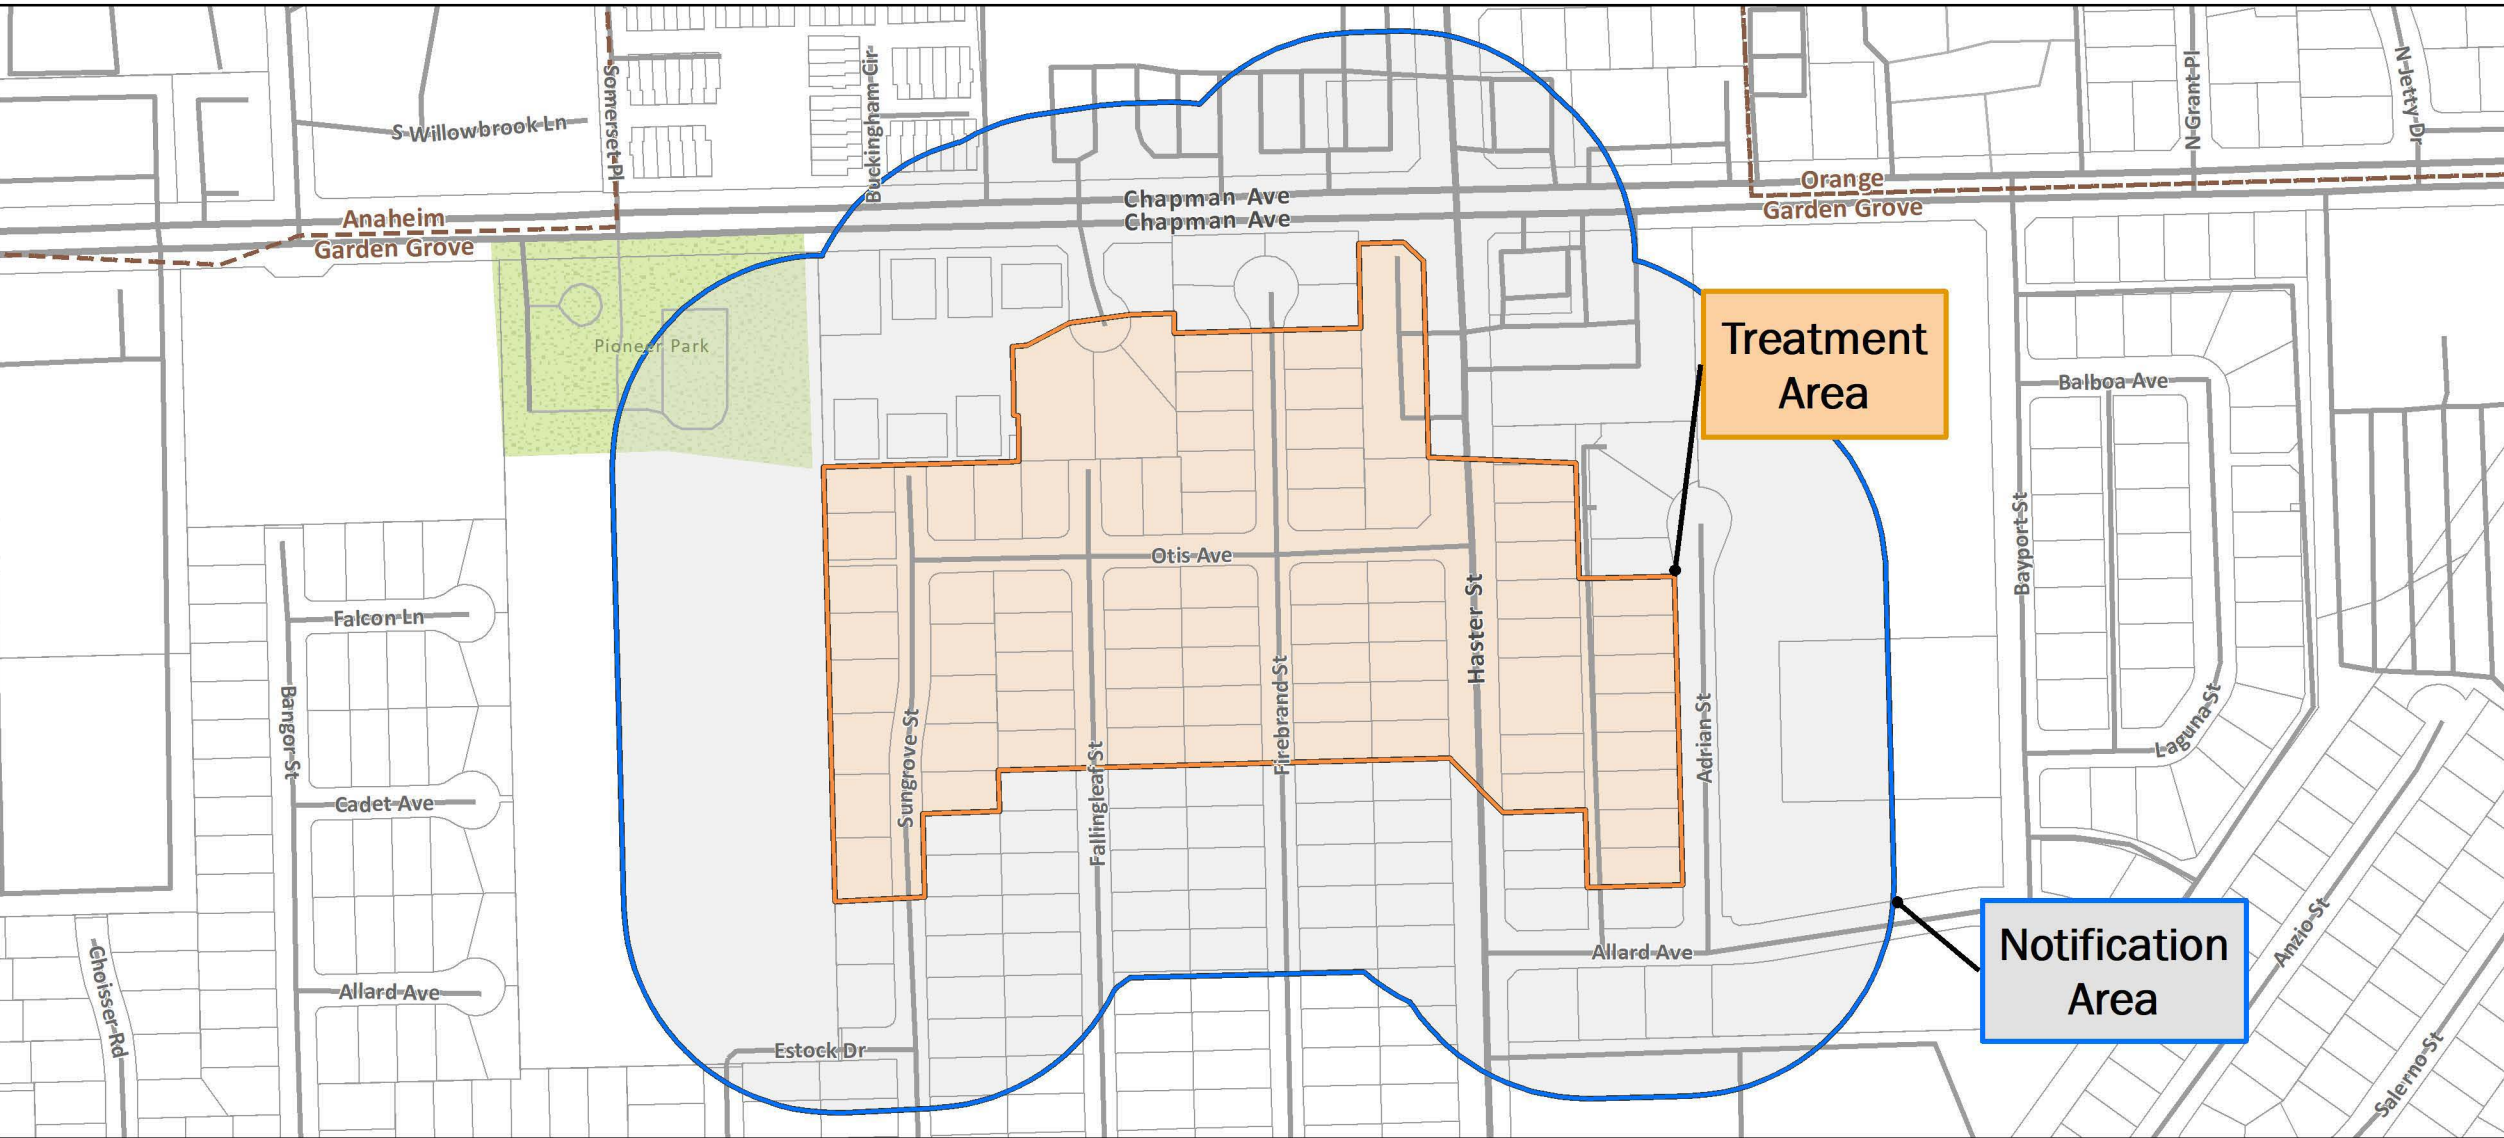 S Willowbrook Ln
Somerset Pl
Buckingham Cir
N Grant Pl
N Jetty Dr
Chapman Ave
Chapman Ave
Anaheim
Garden Grove
Orange
Garden Grove
Pioneer Park
Treatment
Area
Balboa Ave
Bayport St
Otis Ave
Falcon Ln
Haster St
Bangor St
Sungrove St
Fallingleaf St
Firebrand St
Adrian St
Laguna St
Cadet Ave
Allard Ave
Choisser Rd
Allard Ave
Estock Dr
Notification
Area
Anzio St
Salerno St